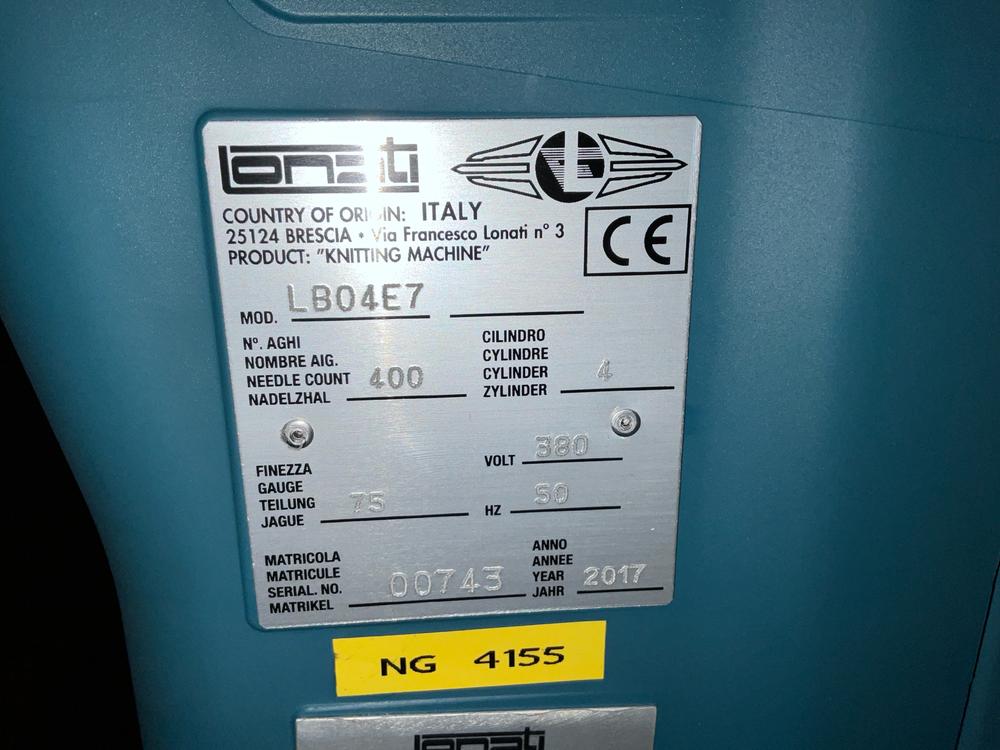 Lonati
L
COUNTRY OF ORIGIN: ITALY
25124 BRESCIA • Via Francesco Lonati n° 3
PRODUCT: "KNITTING MACHINE"
CE
MOD. LB04E7
N°. AGHI
NOMBRE AIG.
NEEDLE COUNT 400
NADELZHAL
CILINDRO
CYLINDRE
CYLINDER 4
ZYLINDER
FINEZZA
GAUGE
TEILUNG 75
JAGUE
VOLT 380
HZ 50
MATRICOLA
MATRICULE
SERIAL. NO. 00743
MATRIKEL
ANNO
ANNEE
YEAR 2017
JAHR
NG 4155
Lonati